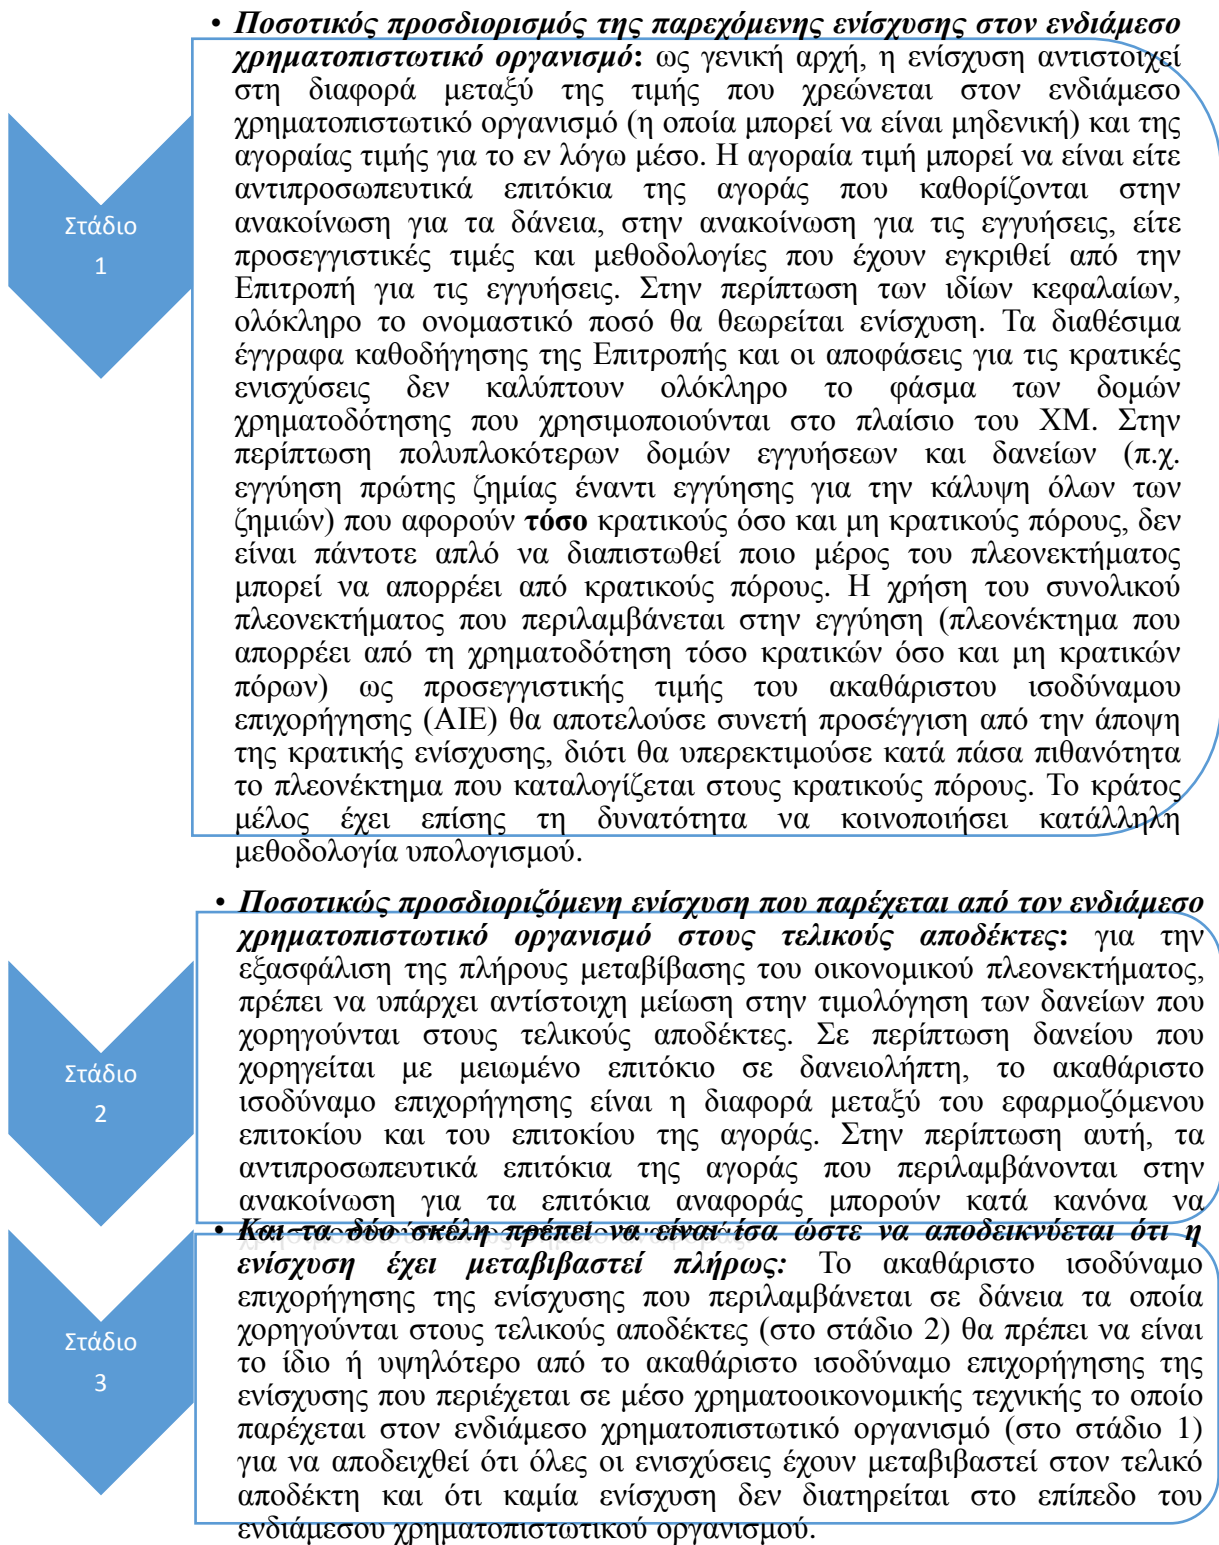 • Ποσοτικός προσδιορισμός της παρεχόμενης ενίσχυσης στον ενδιάμεσο
χρηματοπιστωτικό οργανισμό: ως γενική αρχή, η ενίσχυση αντιστοιχεί
στη διαφορά μεταξύ της τιμής που χρεώνεται στον ενδιάμεσο
χρηματοπιστωτικό οργανισμό (η οποία μπορεί να είναι μηδενική) και της
αγοραίας τιμής για το εν λόγω μέσο. Η αγοραία τιμή μπορεί να είναι είτε
αντιπροσωπευτικά επιτόκια της αγοράς που καθορίζονται στην
ανακοίνωση για τα δάνεια, στην ανακοίνωση για τις εγγυήσεις, είτε
προσεγγιστικές τιμές και μεθοδολογίες που έχουν εγκριθεί από την
Επιτροπή για τις εγγυήσεις. Στην περίπτωση των ιδίων κεφαλαίων,
ολόκληρο το ονομαστικό ποσό θα θεωρείται ενίσχυση. Τα διαθέσιμα
έγγραφα καθοδήγησης της Επιτροπής και οι αποφάσεις για τις κρατικές
ενισχύσεις δεν καλύπτουν ολόκληρο το φάσμα των δομών
χρηματοδότησης που χρησιμοποιούνται στο πλαίσιο του ΧΜ. Στην
περίπτωση πολυπλοκότερων δομών εγγυήσεων και δανείων (π.χ.
εγγύηση πρώτης ζημίας έναντι εγγύησης για την κάλυψη όλων των
ζημιών) που αφορούν τόσο κρατικούς όσο και μη κρατικούς πόρους, δεν
είναι πάντοτε απλό να διαπιστωθεί ποιο μέρος του πλεονεκτήματος
μπορεί να απορρέει από κρατικούς πόρους. Η χρήση του συνολικού
πλεονεκτήματος που περιλαμβάνεται στην εγγύηση (πλεονέκτημα που
απορρέει από τη χρηματοδότηση τόσο κρατικών όσο και μη κρατικών
πόρων) ως προσεγγιστικής τιμής του ακαθάριστου ισοδύναμου
επιχορήγησης (ΑΙΕ) θα αποτελούσε συνετή προσέγγιση από την άποψη
της κρατικής ενίσχυσης, διότι θα υπερεκτιμούσε κατά πάσα πιθανότητα
το πλεονέκτημα που καταλογίζεται στους κρατικούς πόρους. Το κράτος
μέλος έχει επίσης τη δυνατότητα να κοινοποιήσει κατάλληλη
μεθοδολογία υπολογισμού.
Στάδιο
1
• Ποσοτικώς προσδιοριζόμενη ενίσχυση που παρέχεται από τον ενδιάμεσο
χρηματοπιστωτικό οργανισμό στους τελικούς αποδέκτες: για την
εξασφάλιση της πλήρους μεταβίβασης του οικονομικού πλεονεκτήματος,
πρέπει να υπάρχει αντίστοιχη μείωση στην τιμολόγηση των δανείων που
χορηγούνται στους τελικούς αποδέκτες. Σε περίπτωση δανείου που
χορηγείται με μειωμένο επιτόκιο σε δανειολήπτη, το ακαθάριστο
ισοδύναμο επιχορήγησης είναι η διαφορά μεταξύ του εφαρμοζόμενου
επιτοκίου και του επιτοκίου της αγοράς. Στην περίπτωση αυτή, τα
αντιπροσωπευτικά επιτόκια της αγοράς που περιλαμβάνονται στην
ανακοίνωση για τα επιτόκια αναφοράς μπορούν κατά κανόνα να
Στάδιο
2
• Και τα δύο σκέλη πρέπει να είναι ίσα ώστε να αποδεικνύεται ότι η
ενίσχυση έχει μεταβιβαστεί πλήρως: Το ακαθάριστο ισοδύναμο
επιχορήγησης της ενίσχυσης που περιλαμβάνεται σε δάνεια τα οποία
χορηγούνται στους τελικούς αποδέκτες (στο στάδιο 2) θα πρέπει να είναι
το ίδιο ή υψηλότερο από το ακαθάριστο ισοδύναμο επιχορήγησης της
ενίσχυσης που περιέχεται σε μέσο χρηματοοικονομικής τεχνικής το οποίο
παρέχεται στον ενδιάμεσο χρηματοπιστωτικό οργανισμό (στο στάδιο 1)
για να αποδειχθεί ότι όλες οι ενισχύσεις έχουν μεταβιβαστεί στον τελικό
αποδέκτη και ότι καμία ενίσχυση δεν διατηρείται στο επίπεδο του
ενδιάμεσου χρηματοπιστωτικού οργανισμού.
Στάδιο
3